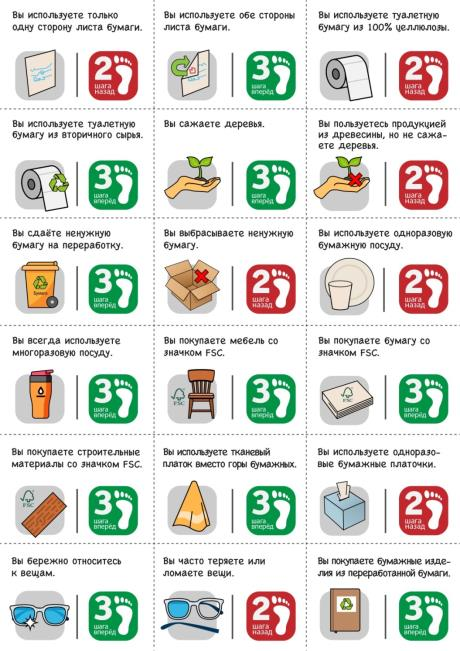 Вы используете только
одну сторону листа бумаги.
2
шага
назад
Вы используете обе стороны
листа бумаги.
3
шага
вперёд
Вы используете туалетную
бумагу из 100% целлюлозы.
2
шага
назад
Вы используете туалетную
бумагу из вторичного сырья.
3
шага
вперёд
Вы сажаете деревья.
3
шага
вперёд
Вы пользуетесь продукцией
из древесины, но не сажа-
ете деревья.
2
шага
назад
Вы сдаёте ненужную
бумагу на переработку.
Бумага
3
шага
вперёд
Вы выбрасываете ненужную
бумагу.
2
шага
назад
Вы используете одноразовую
бумажную посуду.
2
шага
назад
Вы всегда используете
многоразовую посуду.
3
шага
вперёд
Вы покупаете мебель со
значком FSC.
FSC
3
шага
вперёд
Вы покупаете бумагу со
значком FSC.
FSC
3
шага
вперёд
Вы покупаете строительные
материалы со значком FSC.
FSC
3
шага
вперёд
Вы используете тканевый
платок вместо горы бумажных.
3
шага
вперёд
Вы используете одноразо-
вые бумажные платочки.
2
шага
назад
Вы бережно относитесь
к вещам.
3
шага
вперёд
Вы часто теряете или
ломаете вещи.
2
шага
назад
Вы покупаете бумажные изде-
лия из переработанной бумаги.
3
шага
вперёд